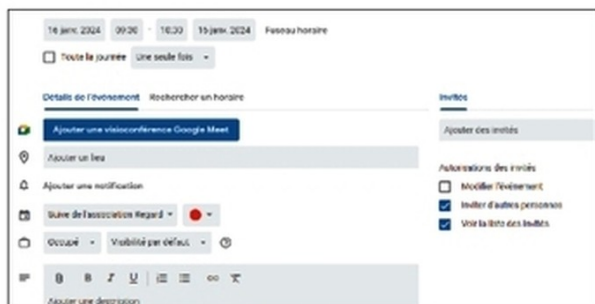 16 janv. 2024 09:30 - 10:30 16 janv. 2024 Fuseau horaire
Toute la journée Une seule fois
Détails de l'événement Rechercher un horaire
Invités
Ajouter une visioconférence Google Meet
Ajouter des invités
Ajouter un lieu
Autorisations des invités
Ajouter une notification
Modifier l'événement
Inviter d'autres personnes
Voir la liste des invités
de l'association Regard
Occupé Visibilité par défaut
B I U
Ajouter une description